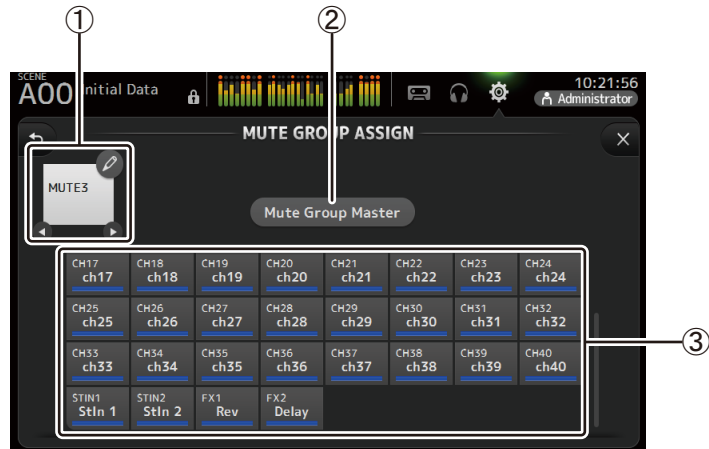 ① ②
SCENE
A00 Initial Data 10:21:56
Administrator
MUTE GROUP ASSIGN
MUTE3
Mute Group Master
CH17 CH18 CH19 CH20 CH21 CH22 CH23 CH24
ch17 ch18 ch19 ch20 ch21 ch22 ch23 ch24
CH25 CH26 CH27 CH28 CH29 CH30 CH31 CH32
ch25 ch26 ch27 ch28 ch29 ch30 ch31 ch32
③
CH33 CH34 CH35 CH36 CH37 CH38 CH39 CH40
ch33 ch34 ch35 ch36 ch37 ch38 ch39 ch40
STIN1 STIN2 FX1 FX2
StIn 1 StIn 2 Rev Delay